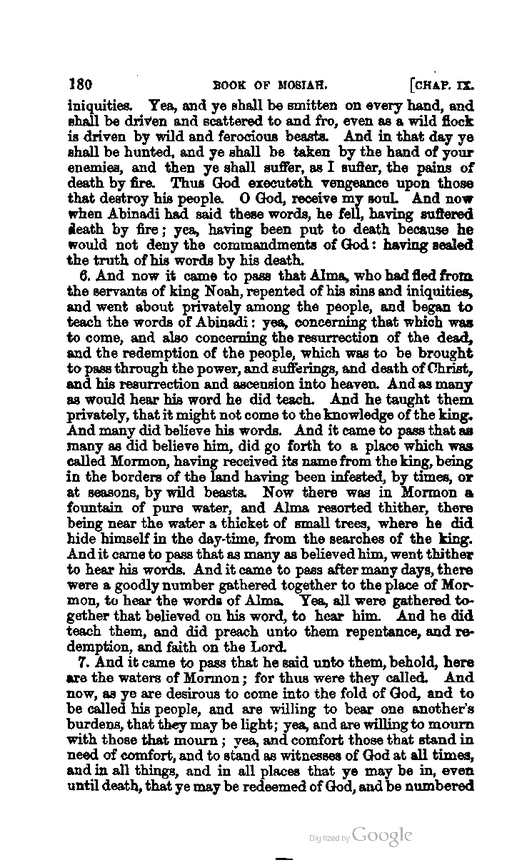 180 BOOK OF MOSIAH. [CHAP. IX.
iniquities. Yea, and ye shall be smitten on every hand, and
shall be driven and scattered to and fro, even as a wild flock
is driven by wild and ferocious beasts. And in that day ye
shall be hunted, and ye shall be taken by the hand of your
enemies, and then ye shall suffer, as I suffer, the pains of
death by fire. Thus God executeth vengeance upon those
that destroy his people. O God, receive my soul. And now
when Abinadi had said these words, he fell, having suffered
death by fire; yea, having been put to death because he
would not deny the commandments of God: having sealed
the truth of his words by his death.
6. And now it came to pass that Alma, who had fled from
the servants of king Noah, repented of his sins and iniquities,
and went about privately among the people, and began to
teach the words of Abinadi: yea, concerning that which was
to come, and also concerning the resurrection of the dead,
and the redemption of the people, which was to be brought
to pass through the power, and sufferings, and death of Christ,
and his resurrection and ascension into heaven. And as many
as would hear his word he did teach. And he taught them
privately, that it might not come to the knowledge of the king.
And many did believe his words. And it came to pass that as
many as did believe him, did go forth to a place which was
called Mormon, having received its name from the king, being
in the borders of the land having been infested, by times, or
at seasons, by wild beasts. Now there was in Mormon a
fountain of pure water, and Alma resorted thither, there
being near the water a thicket of small trees, where he did
hide himself in the day-time, from the searches of the king.
And it came to pass that as many as believed him, went thither
to hear his words. And it came to pass after many days, there
were a goodly number gathered together to the place of Mor-
mon, to hear the words of Alma. Yea, all were gathered to-
gether that believed on his word, to hear him. And he did
teach them, and did preach unto them repentance, and re-
demption, and faith on the Lord.
7. And it came to pass that he said unto them, behold, here
are the waters of Mormon; for thus were they called. And
now, as ye are desirous to come into the fold of God, and to
be called his people, and are willing to bear one another's
burdens, that they may be light; yea, and are willing to mourn
with those that mourn; yea, and comfort those that stand in
need of comfort, and to stand as witnesses of God at all times,
and in all things, and in all places that ye may be in, even
until death, that ye may be redeemed of God, and be numbered
Digitized by Google